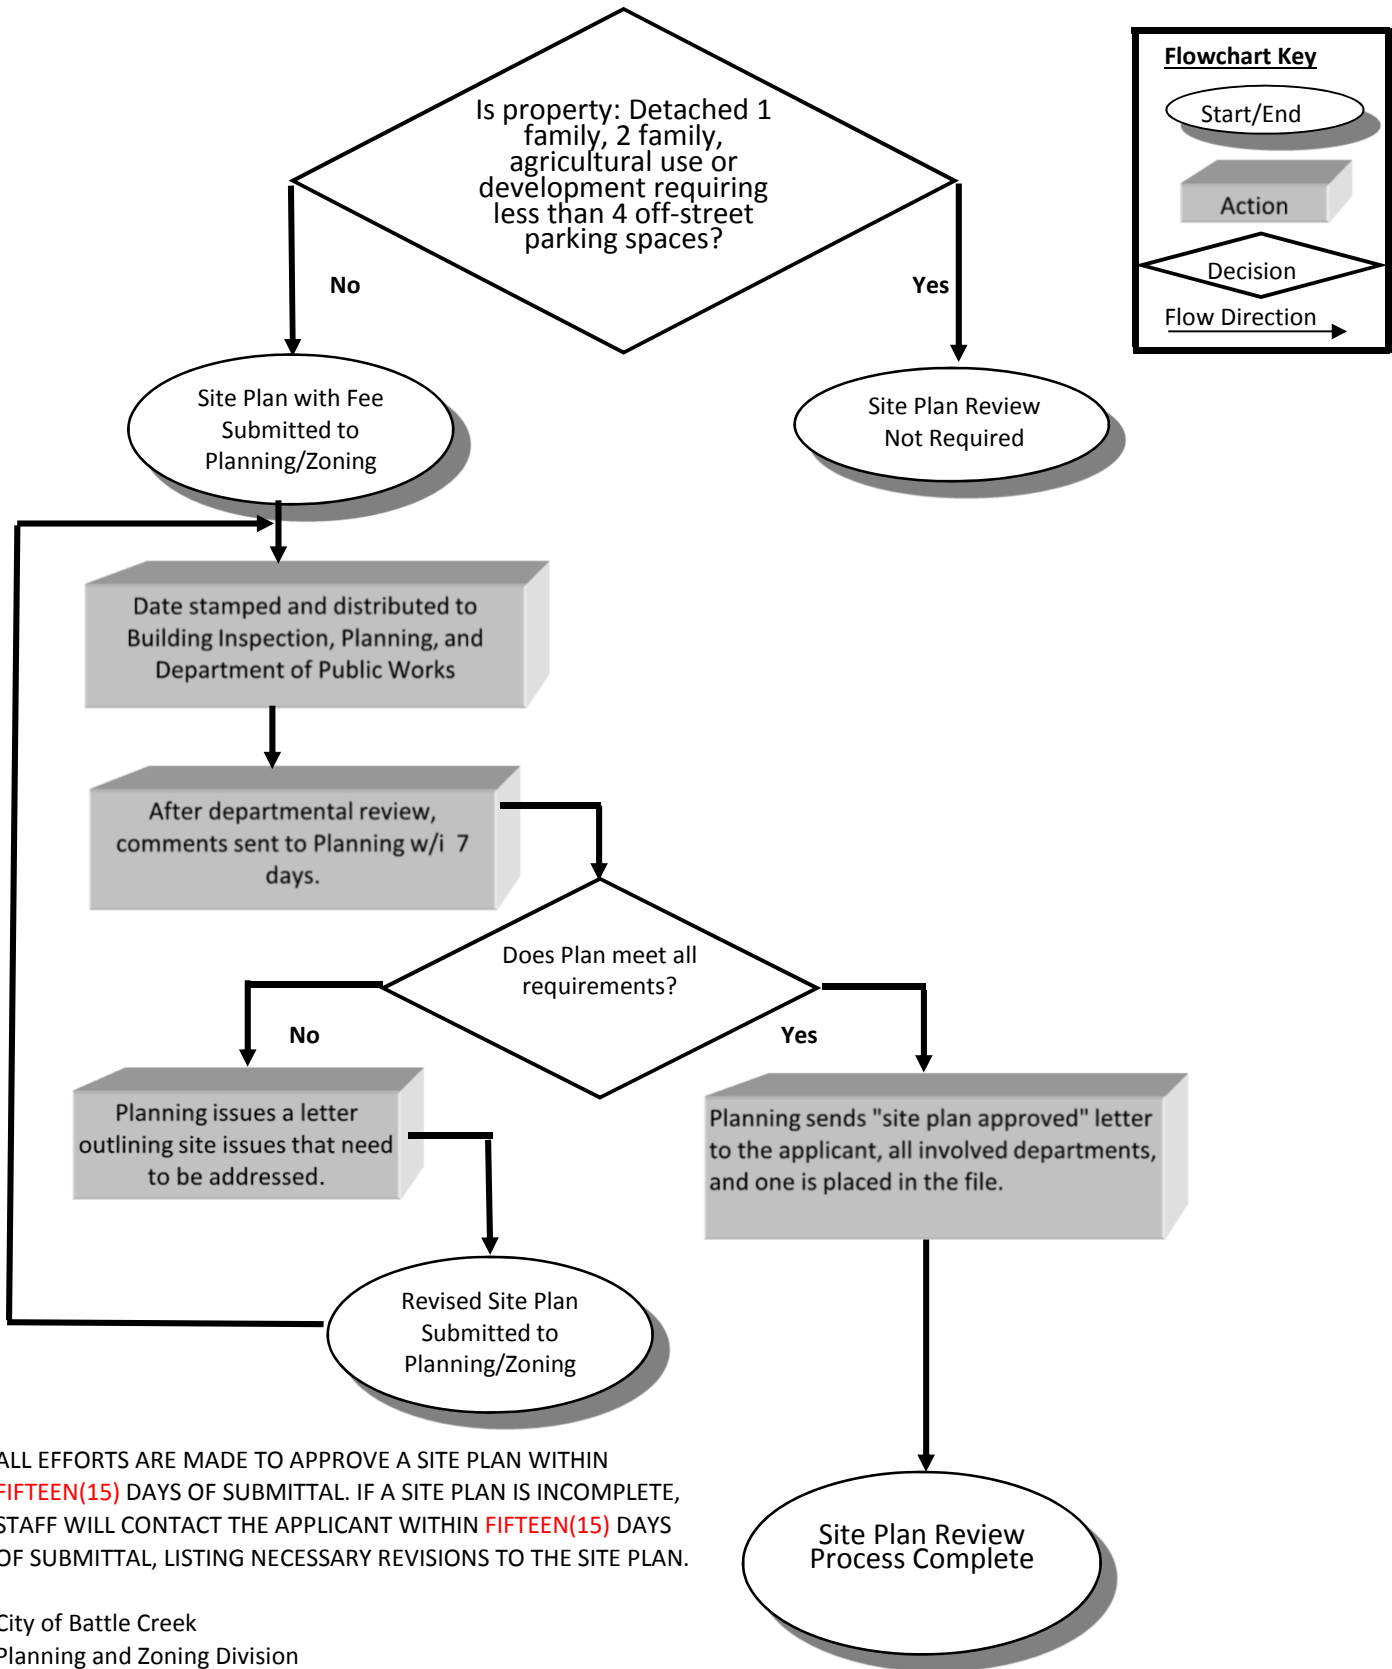 Is property: Detached 1
family, 2 family,
agricultural use or
development requiring
less than 4 off-street
parking spaces?
Flowchart Key
Start/End
Action
Decision
Flow Direction
No
Yes
Site Plan with Fee
Submitted to
Planning/Zoning
Site Plan Review
Not Required
Date stamped and distributed to
Building Inspection, Planning, and
Department of Public Works
After departmental review,
comments sent to Planning w/i 7
days.
Does Plan meet all
requirements?
No
Yes
Planning issues a letter
outlining site issues that need
to be addressed.
Planning sends "site plan approved" letter
to the applicant, all involved departments,
and one is placed in the file.
Revised Site Plan
Submitted to
Planning/Zoning
ALL EFFORTS ARE MADE TO APPROVE A SITE PLAN WITHIN
FIFTEEN(15) DAYS OF SUBMITTAL. IF A SITE PLAN IS INCOMPLETE,
STAFF WILL CONTACT THE APPLICANT WITHIN FIFTEEN(15) DAYS
OF SUBMITTAL, LISTING NECESSARY REVISIONS TO THE SITE PLAN.
Site Plan Review
Process Complete
City of Battle Creek
Planning and Zoning Division